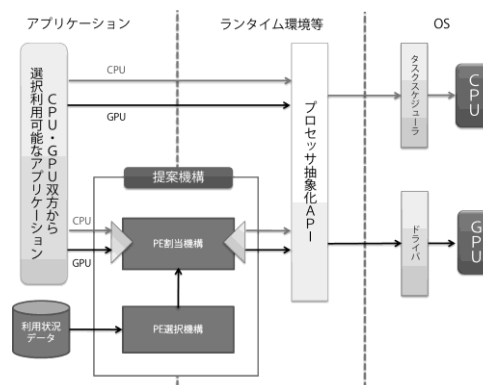 アプリケーション
ランタイム環境等
OS
CPU・GPU双方から
選択利用可能なアプリケーション
CPU
GPU
プロセッサ抽象化API
タスクスケジューラ
CPU
提案機構
CPU
GPU
PE割当機構
ドライバ
GPU
利用状況
データ
PE選択機構